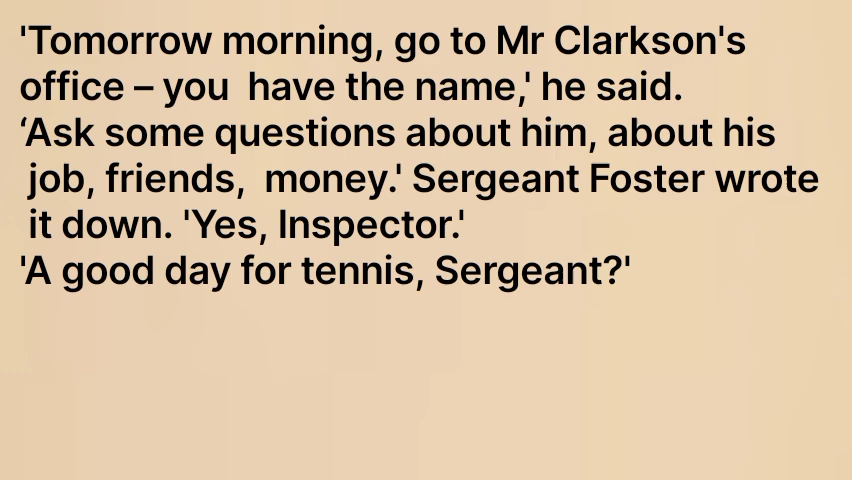 'Tomorrow morning, go to Mr Clarkson's
office – you  have the name,' he said.
‘Ask some questions about him, about his
job, friends,  money.' Sergeant Foster wrote
it down. 'Yes, Inspector.'
'A good day for tennis, Sergeant?'